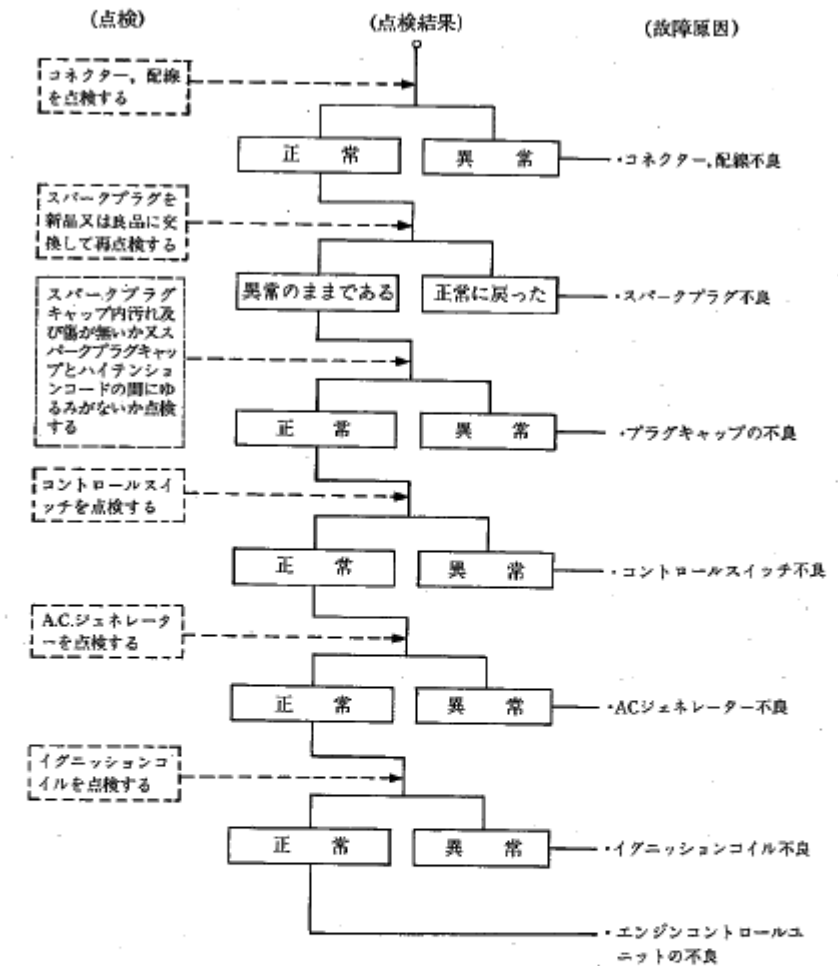 (点検)
(点検結果)
(故障原因)
コネクター，配線
を点検する
正 常
異 常
・コネクター，配線不良
スパークプラグを
新品又は良品に交
換して再点検する
異常のままである
正常に戻った
・スパークプラグ不良
スパークプラグ
キャップ内汚れ及
び傷が無いか又ス
パークプラグキャッ
プとハイテンショ
ンコードの間にゆ
るみがないか点検
する
正 常
異 常
・プラグキャップの不良
コントロールスイ
ッチを点検する
正 常
異 常
・コントロールスイッチ不良
A.C.ジェネレータ
ーを点検する
正 常
異 常
・ACジェネレーター不良
イグニッションコ
イルを点検する
正 常
異 常
・イグニッションコイル不良
・エンジンコントロールユ
ニットの不良